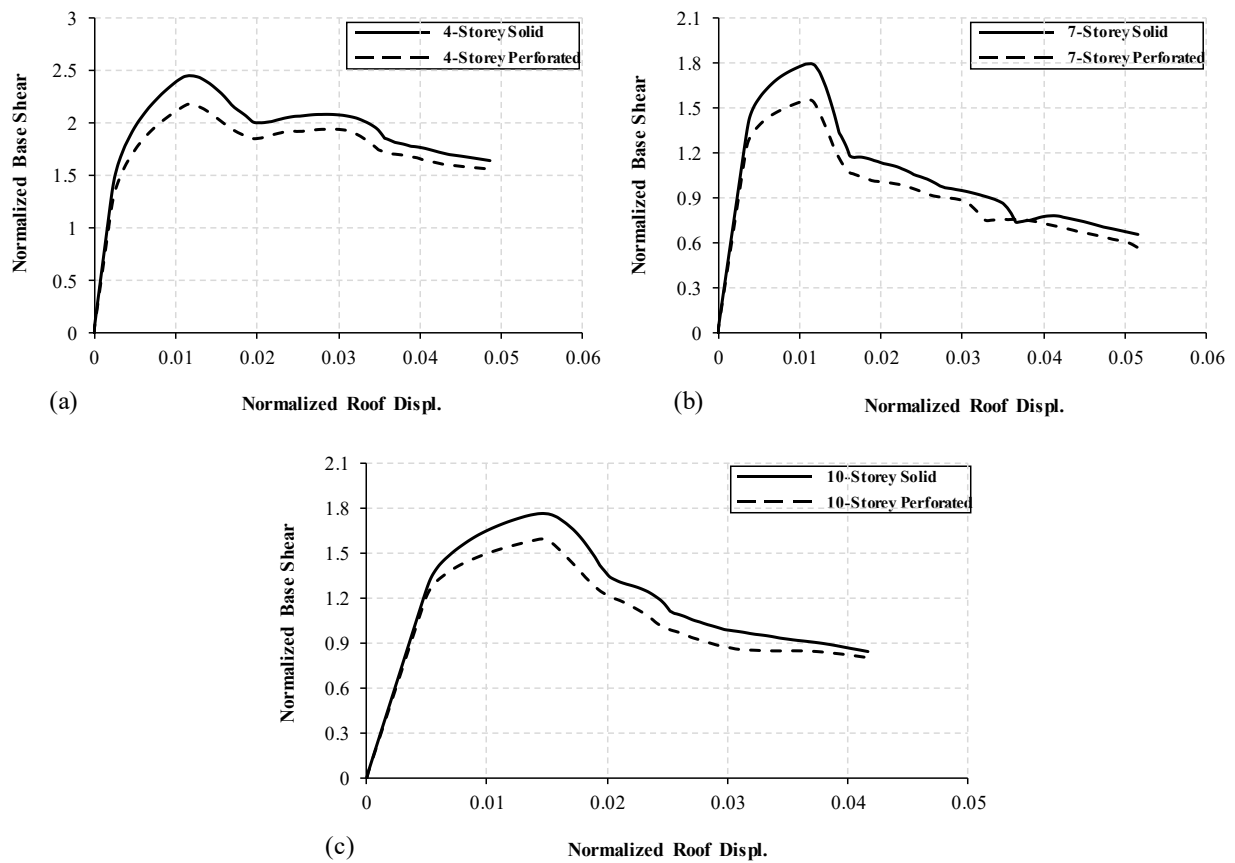 3
2.5
2
1.5
1
0.5
0
Normalized Base Shear
4-Storey Solid
4-Storey Perforated
0 0.01 0.02 0.03 0.04 0.05 0.06
(a) Normalized Roof Displ.
2.1
1.8
1.5
1.2
0.9
0.6
0.3
0
Normalized Base Shear
7-Storey Solid
7-Storey Perforated
0 0.01 0.02 0.03 0.04 0.05 0.06
(b) Normalized Roof Displ.
2.1
1.8
1.5
1.2
0.9
0.6
0.3
0
Normalized Base Shear
10-Storey Solid
10-Storey Perforated
0 0.01 0.02 0.03 0.04 0.05
(c) Normalized Roof Displ.